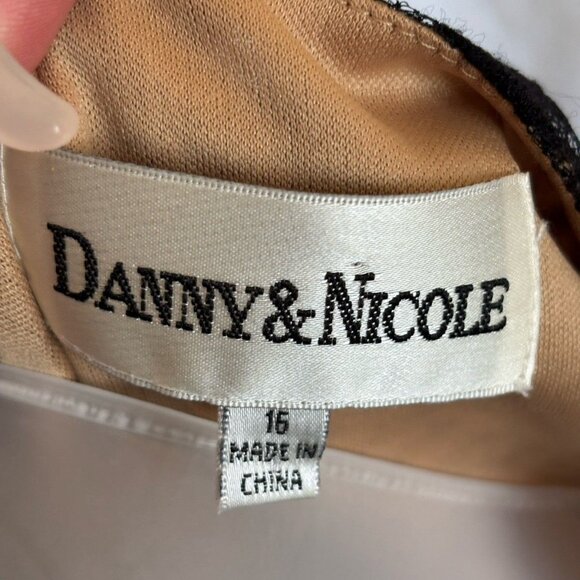 DANNY & NICOLE
16
MADE IN
CHINA